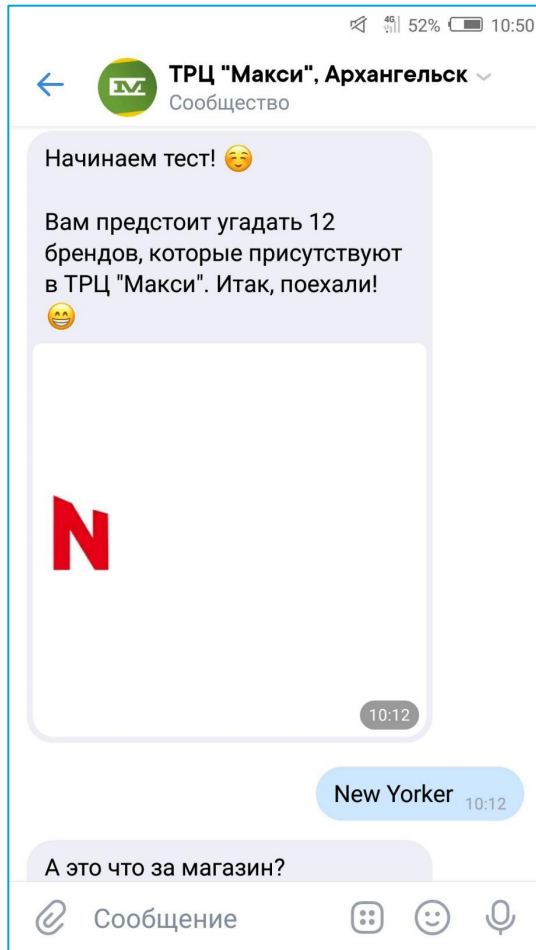 4G 52% 10:50
ТРЦ "Макси", Архангельск
Сообщество
Начинаем тест! ☺️
Вам предстоит угадать 12
брендов, которые присутствуют
в ТРЦ "Макси". Итак, поехали!
😁
N
10:12
New Yorker 10:12
А это что за магазин?
Сообщение